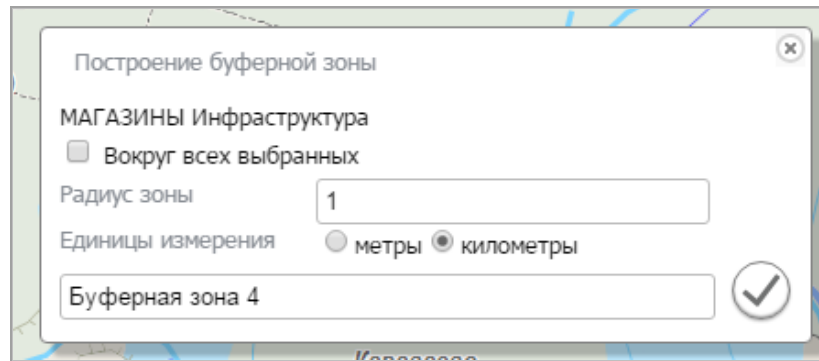 Построение буферной зоны
МАГАЗИНЫ Инфраструктура
Вокруг всех выбранных
Радиус зоны 1
Единицы измерения метры километры
Буферная зона 4